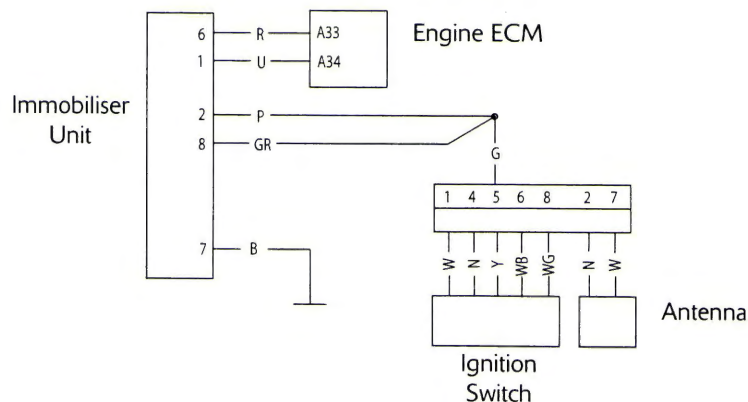 6 R A33 Engine ECM
1 U A34
Immobiliser
Unit
2 P
8 GR
G
1 4 5 6 8 2 7
7 B
W N Y WB WG N W
Antenna
Ignition
Switch